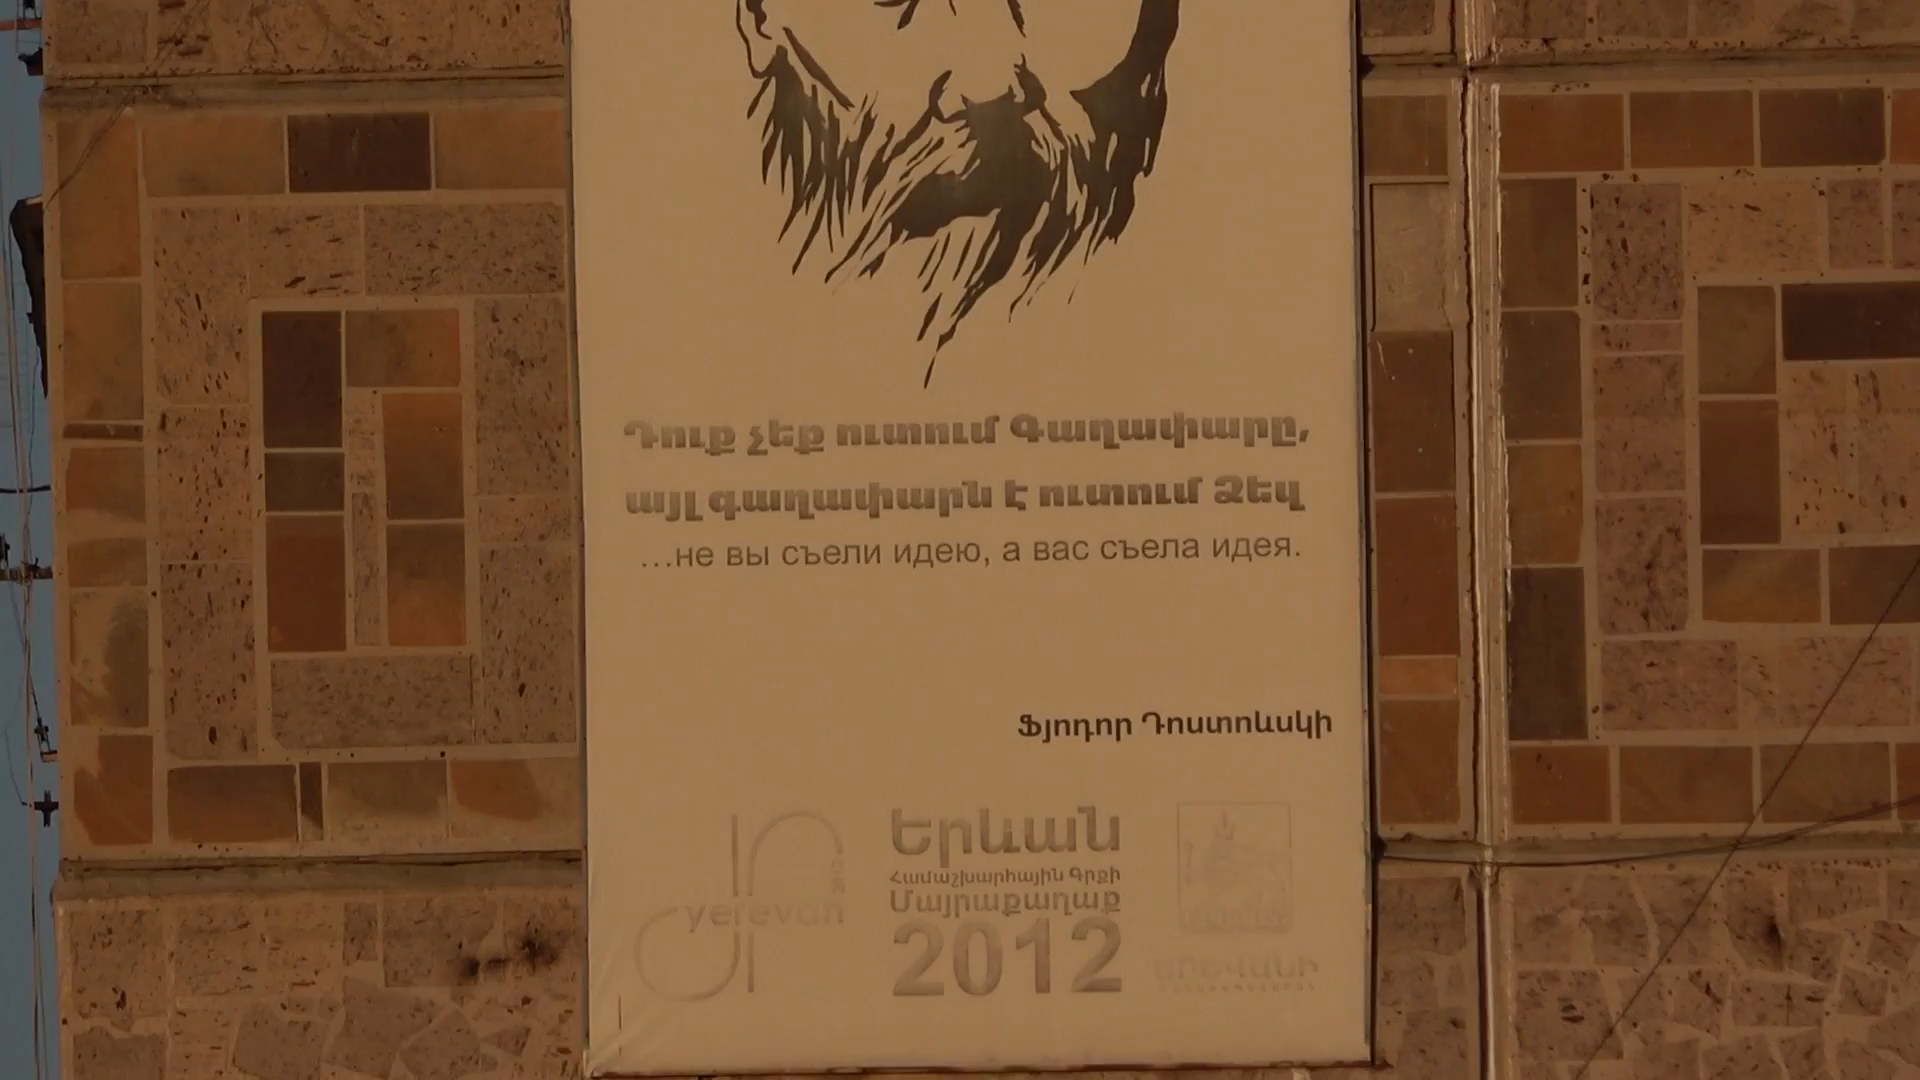 Դուք չեք ուտում Գաղափարը,
այլ գաղափարն է ուտում Ձեզ
...не вы съели идею, а вас съела идея.
Ֆյոդոր Դոստոևսկի
yerevan
2012
Երևան
Համաշխարհային Գրքի
Մայրաքաղաք
2012
ԵՐԵՎԱՆԻ